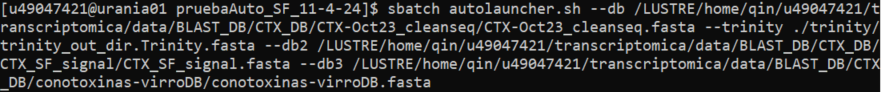 [u49047421@urania01 pruebaAuto_SF_11-4-24]$ sbatch autolauncher.sh --db /LUSTRE/home/qin/u49047421/t
ranscriptomica/data/BLAST_DB/CTX_DB/CTX-Oct23_cleanseq/CTX-Oct23_cleanseq.fasta --trinity ./trinity/
trinity_out_dir.Trinity.fasta --db2 /LUSTRE/home/qin/u49047421/transcriptomica/data/BLAST_DB/CTX_DB/
CTX_SF_signal/CTX_SF_signal.fasta --db3 /LUSTRE/home/qin/u49047421/transcriptomica/data/BLAST_DB/CTX
_DB/conotoxinas-virroDB/conotoxinas-virroDB.fasta